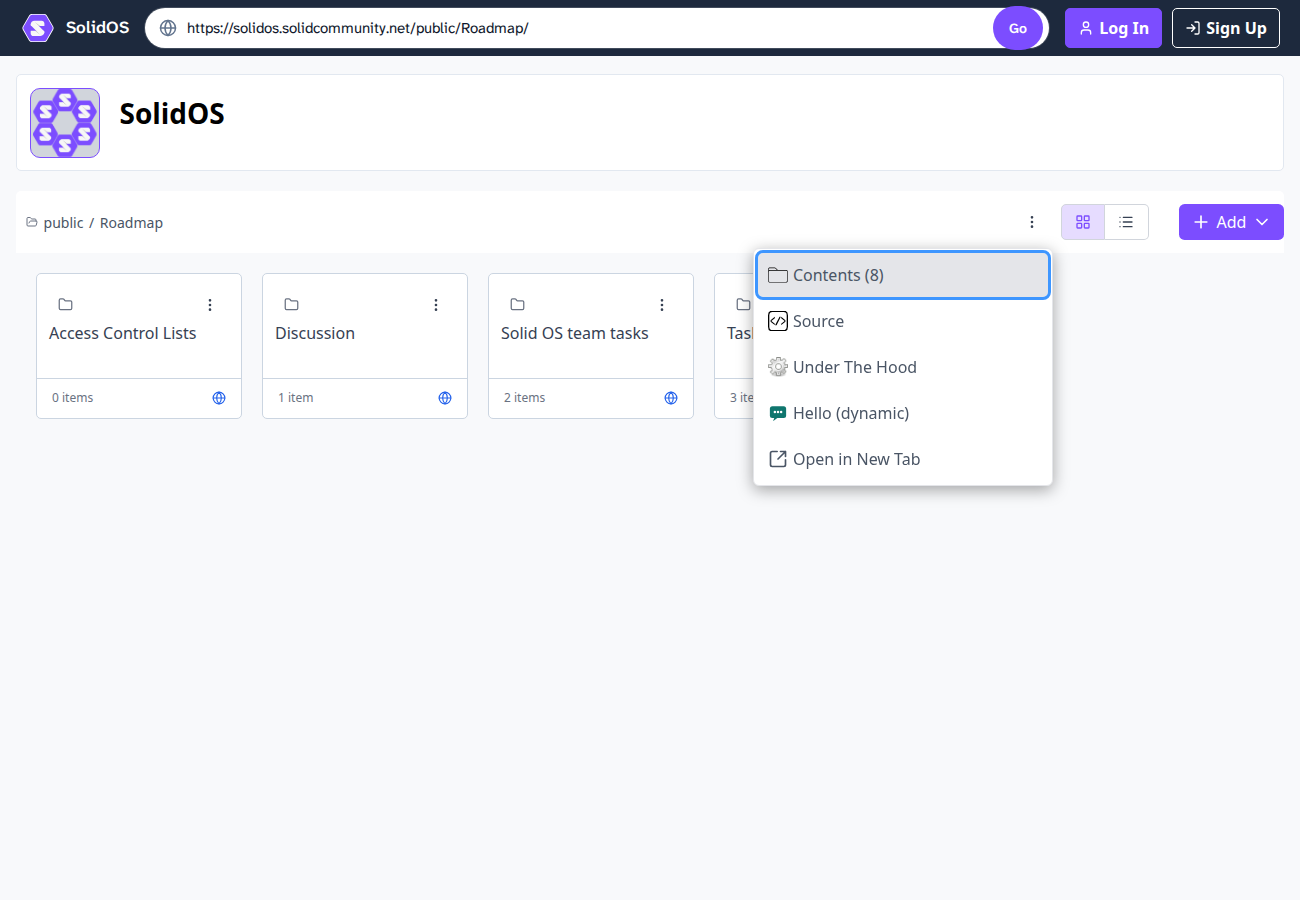 SolidOS
https://solidos.solidcommunity.net/public/Roadmap/
Go
Log In
Sign Up
SolidOS
public / Roadmap
Add
Contents (8)
Source
Under The Hood
Hello (dynamic)
Open in New Tab
Access Control Lists
0 items
Discussion
1 item
Solid OS team tasks
2 items